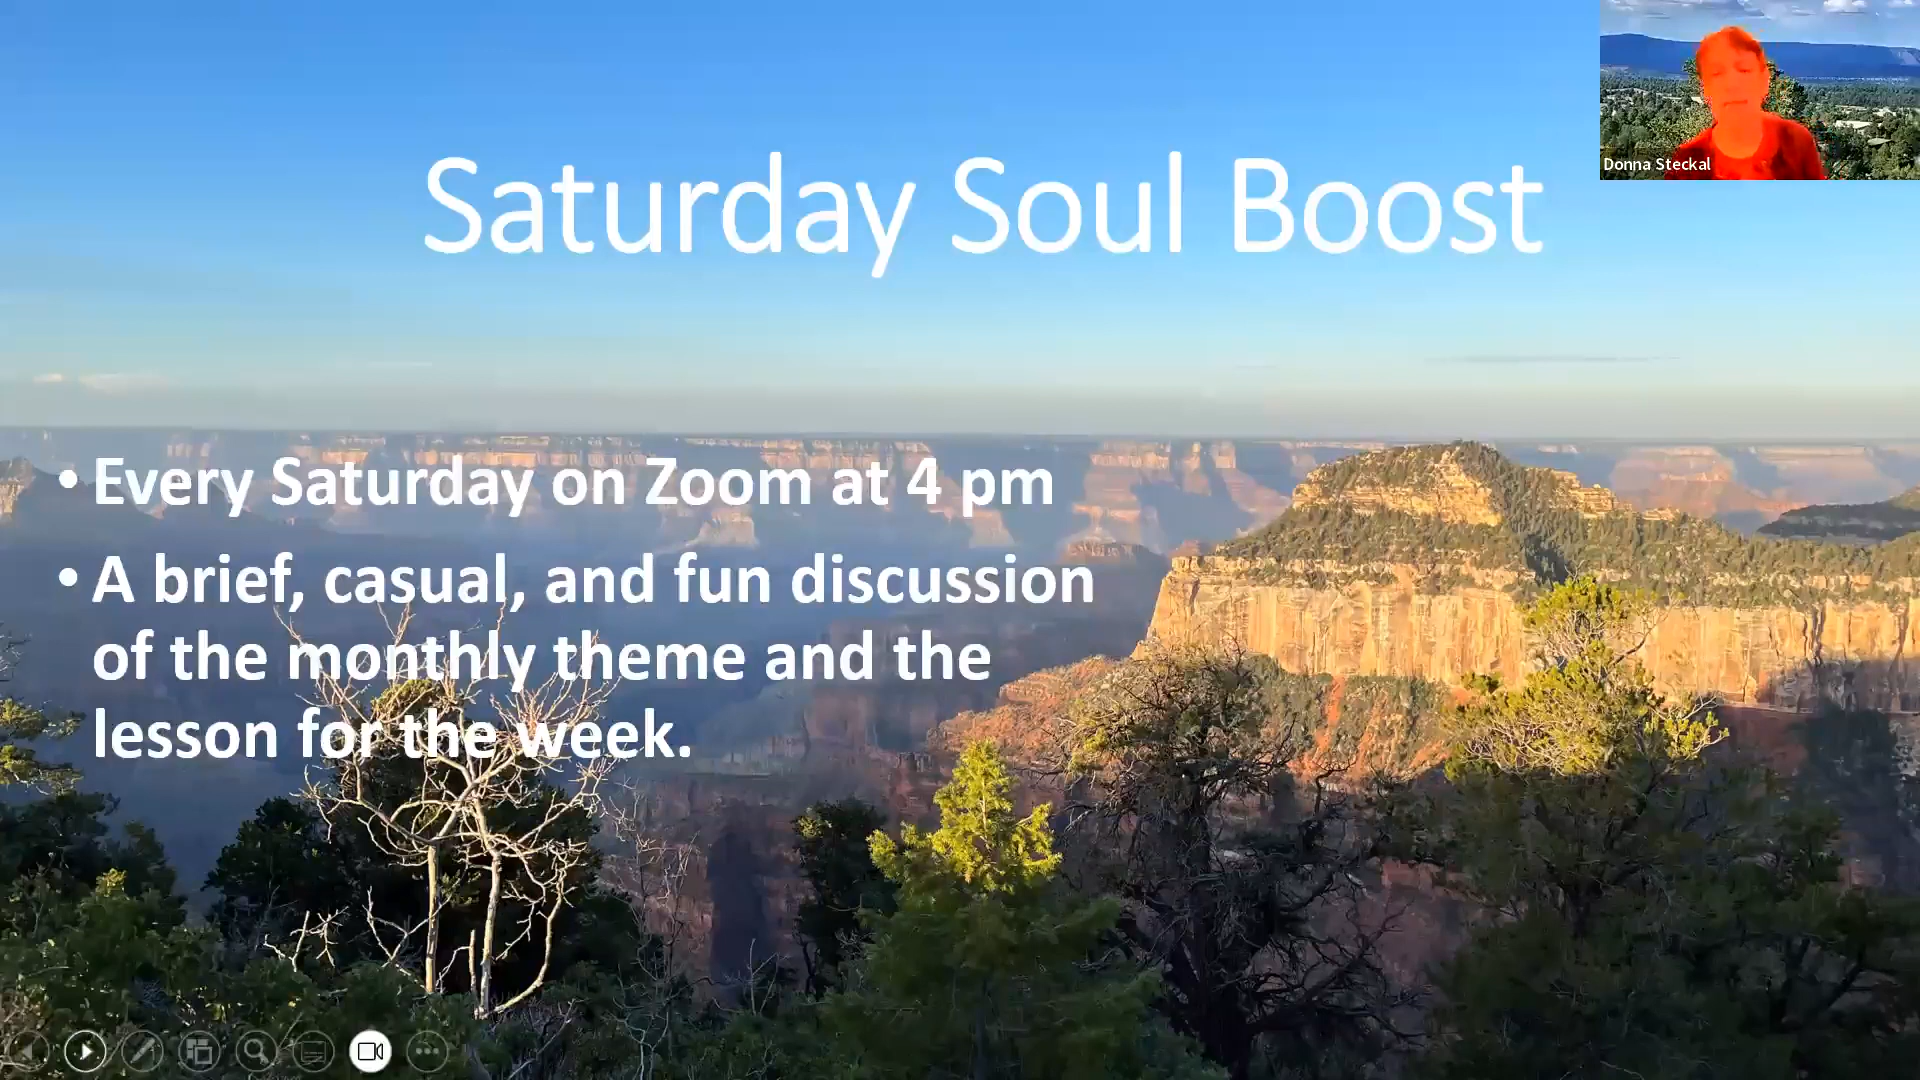 Donna Steckal
Saturday Soul Boost
• Every Saturday on Zoom at 4 pm
• A brief, casual, and fun discussion
of the monthly theme and the
lesson for the week.